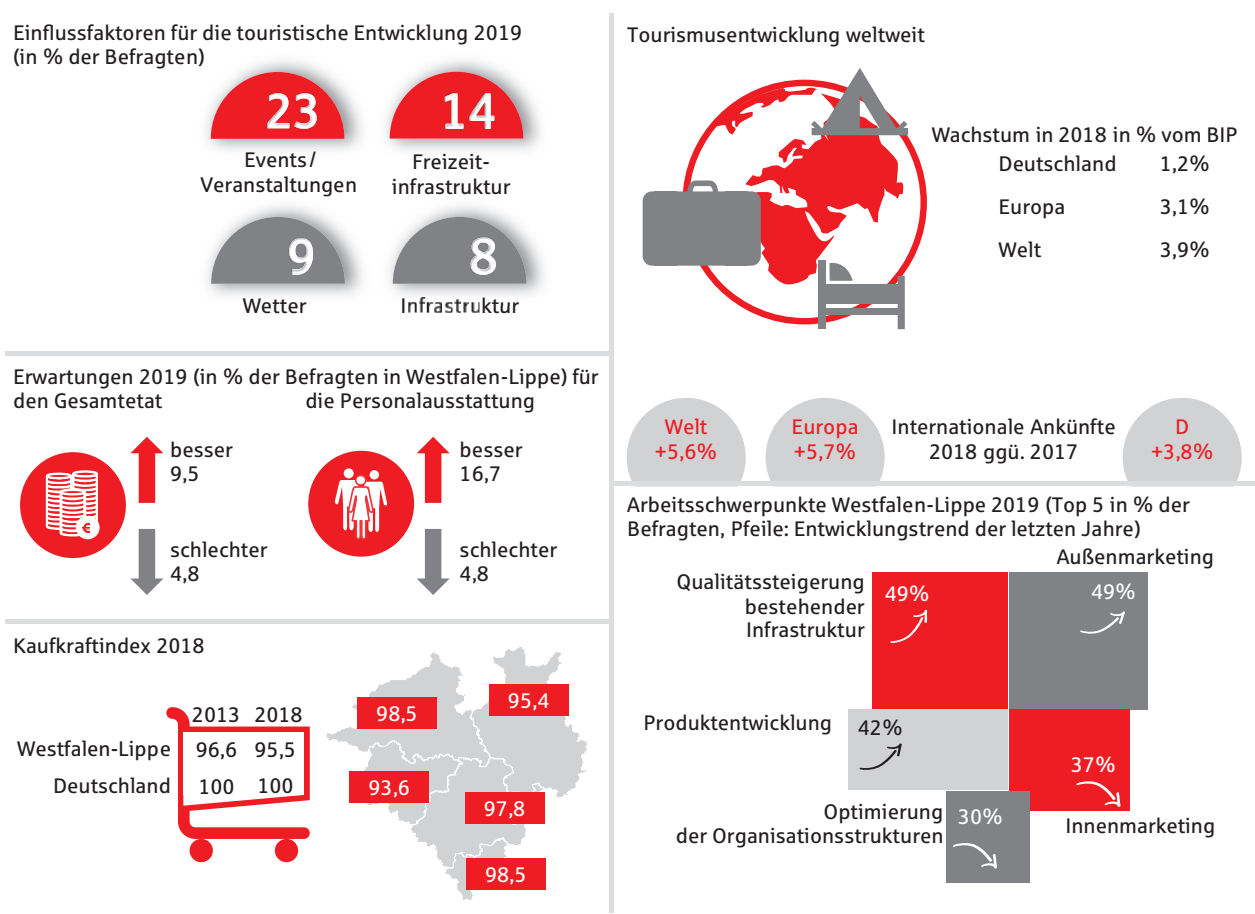 Einflussfaktoren für die touristische Entwicklung 2019
(in % der Befragten)
23
Events/
Veranstaltungen
14
Freizeit-
infrastruktur
9
Wetter
8
Infrastruktur
Erwartungen 2019 (in % der Befragten in Westfalen-Lippe) für
den Gesamtetat
die Personalausstattung
besser
9,5
schlechter
4,8
€
besser
16,7
schlechter
4,8
Kaufkraftindex 2018
2013 2018
Westfalen-Lippe 96,6 95,5
Deutschland 100 100
98,5
95,4
93,6
97,8
98,5
Tourismusentwicklung weltweit
Wachstum in 2018 in % vom BIP
Deutschland 1,2%
Europa 3,1%
Welt 3,9%
Welt
+5,6%
Europa
+5,7%
Internationale Ankünfte
2018 ggü. 2017
D
+3,8%
Arbeitsschwerpunkte Westfalen-Lippe 2019 (Top 5 in % der
Befragten, Pfeile: Entwicklungstrend der letzten Jahre)
Qualitätssteigerung
bestehender
Infrastruktur
49%
Außenmarketing
49%
Produktentwicklung
42%
37%
Innenmarketing
Optimierung
der Organisationsstrukturen
30%